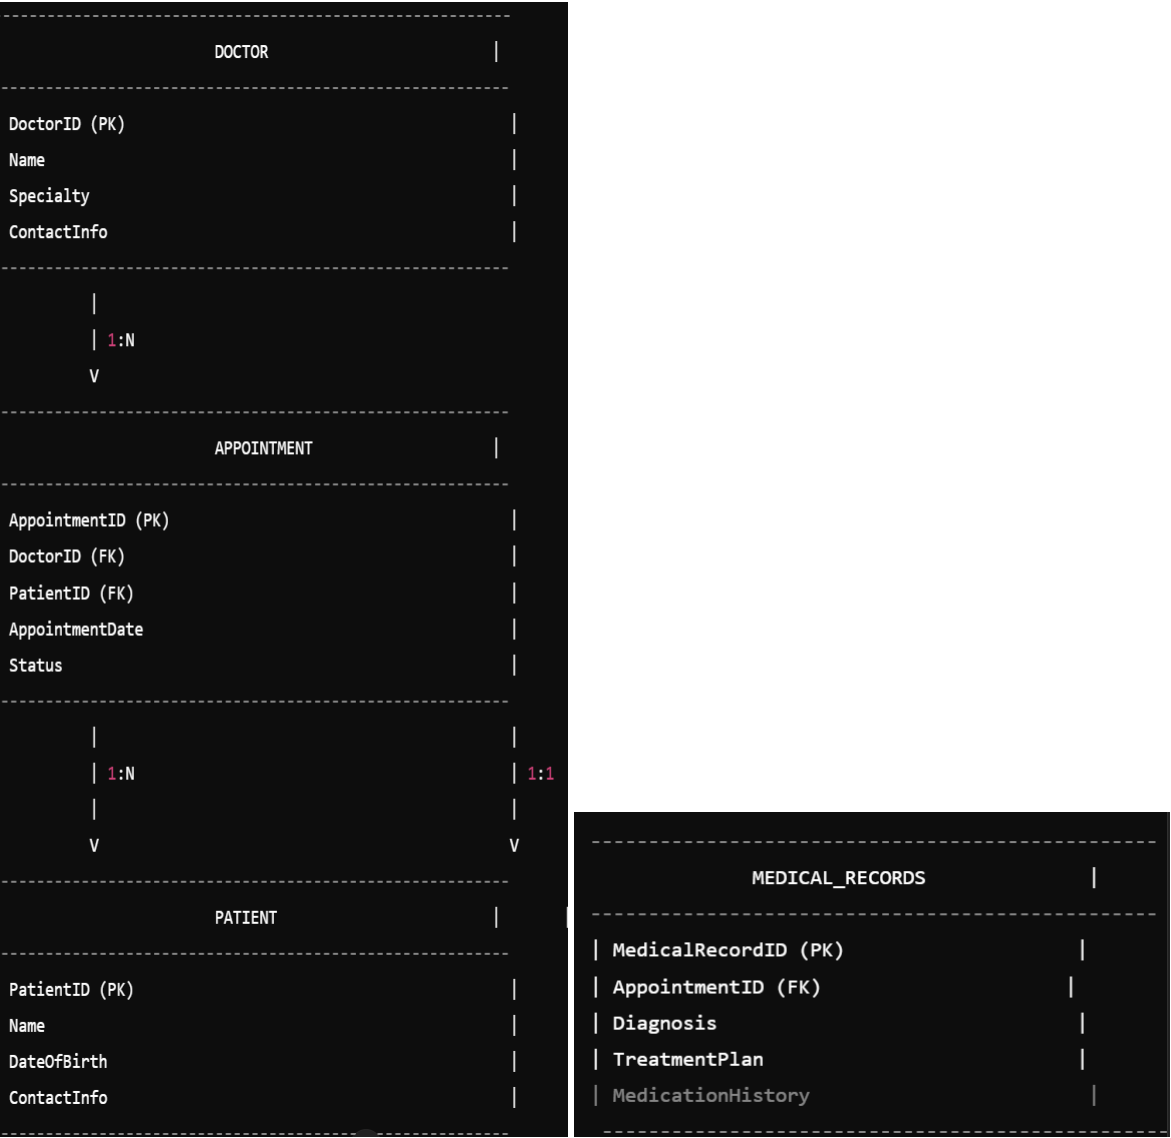 DOCTOR |
DoctorID (PK) |
Name |
Specialty |
ContactInfo |
|
| 1:N
V
APPOINTMENT |
AppointmentID (PK) |
DoctorID (FK) |
PatientID (FK) |
AppointmentDate |
Status |
| |
| 1:N | 1:1
| |
V V
PATIENT |
PatientID (PK) |
Name |
DateOfBirth |
ContactInfo |
MEDICAL_RECORDS |
| MedicalRecordID (PK) |
| AppointmentID (FK) |
| Diagnosis |
| TreatmentPlan |
| MedicationHistory |